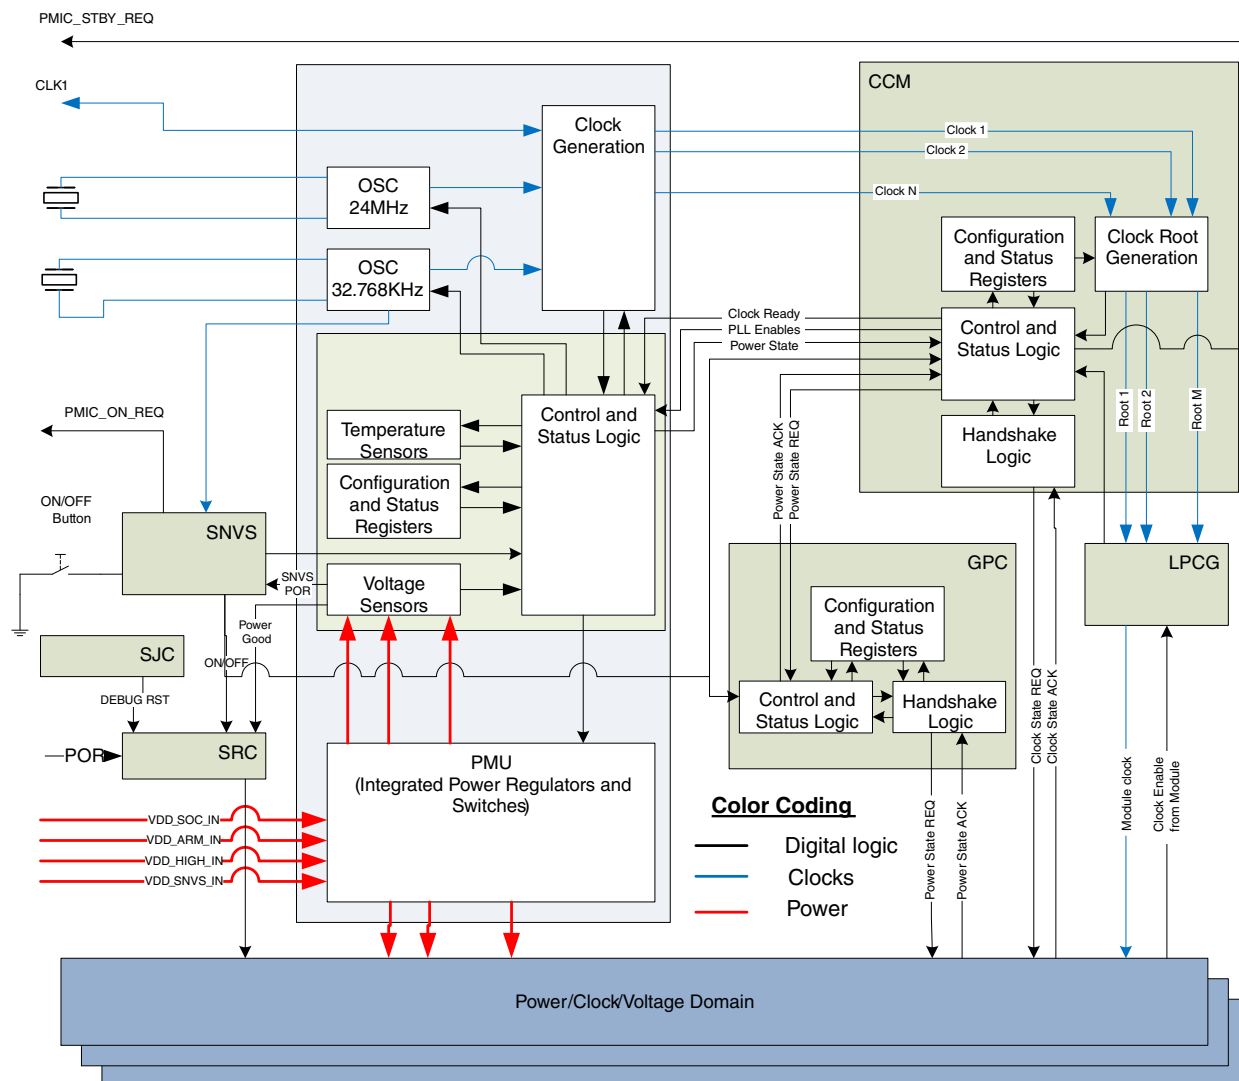 PMIC_STBY_REQ
CLK1
CCM
Clock
Generation
Clock 1
Clock 2
Clock N
OSC
24MHz
OSC
32.768KHz
Configuration
and Status
Registers
Clock Root
Generation
Clock Ready
PLL Enables
Power State
Control and
Status Logic
Root 1
Root 2
Root M
PMIC_ON_REQ
Temperature
Sensors
Control and
Status Logic
Handshake
Logic
Power State ACK
Power State REQ
Configuration
and Status
Registers
ON/OFF
Button
SNVS
SNVS
POR
Voltage
Sensors
GPC
LPCG
Configuration
and Status
Registers
Power
Good
SJC
ON/OFF
DEBUG RST
Control and
Status Logic
Handshake
Logic
Clock State REQ
Clock State ACK
POR
SRC
PMU
(Integrated Power Regulators and
Switches)
Color Coding
Digital logic
Clocks
Power
VDD_SOC_IN
VDD_ARM_IN
VDD_HIGH_IN
VDD_SNVS_IN
Power State REQ
Power State ACK
Module clock
Clock Enable
from Module
Power/Clock/Voltage Domain